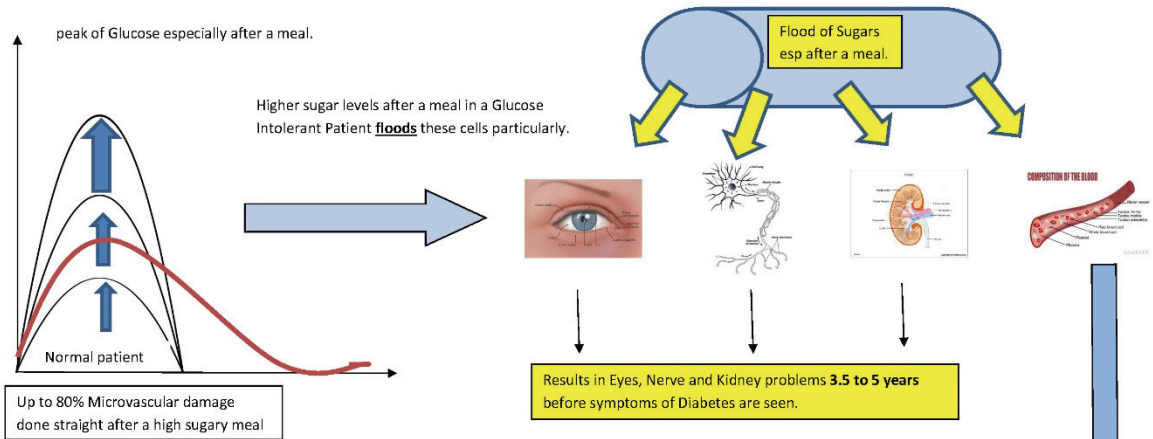 peak of Glucose especially after a meal.
Flood of Sugars
esp after a meal.
Higher sugar levels after a meal in a Glucose
Intolerant Patient floods these cells particularly.
COMPOSITION OF THE BLOOD
Normal patient
Up to 80% Microvascular damage
done straight after a high sugary meal
Results in Eyes, Nerve and Kidney problems 3.5 to 5 years
before symptoms of Diabetes are seen.